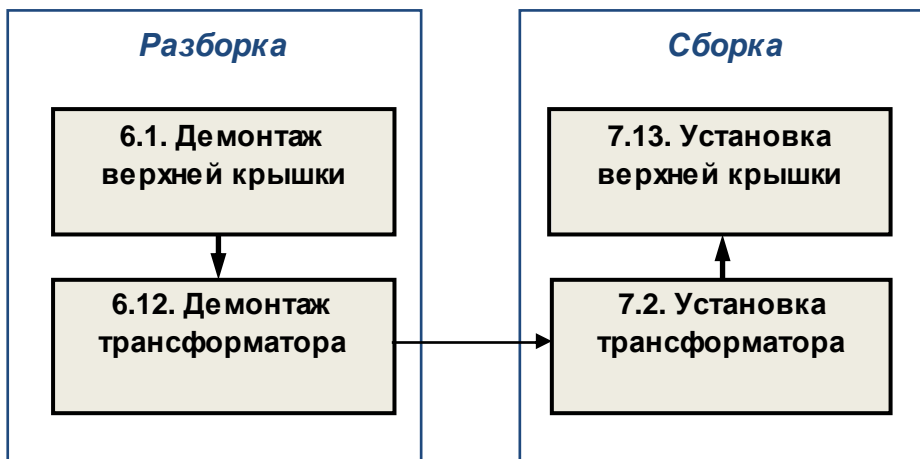 Разборка
6.1. Демонтаж
верхней крышки
6.12. Демонтаж
трансформатора
Сборка
7.13. Установка
верхней крышки
7.2. Установка
трансформатора